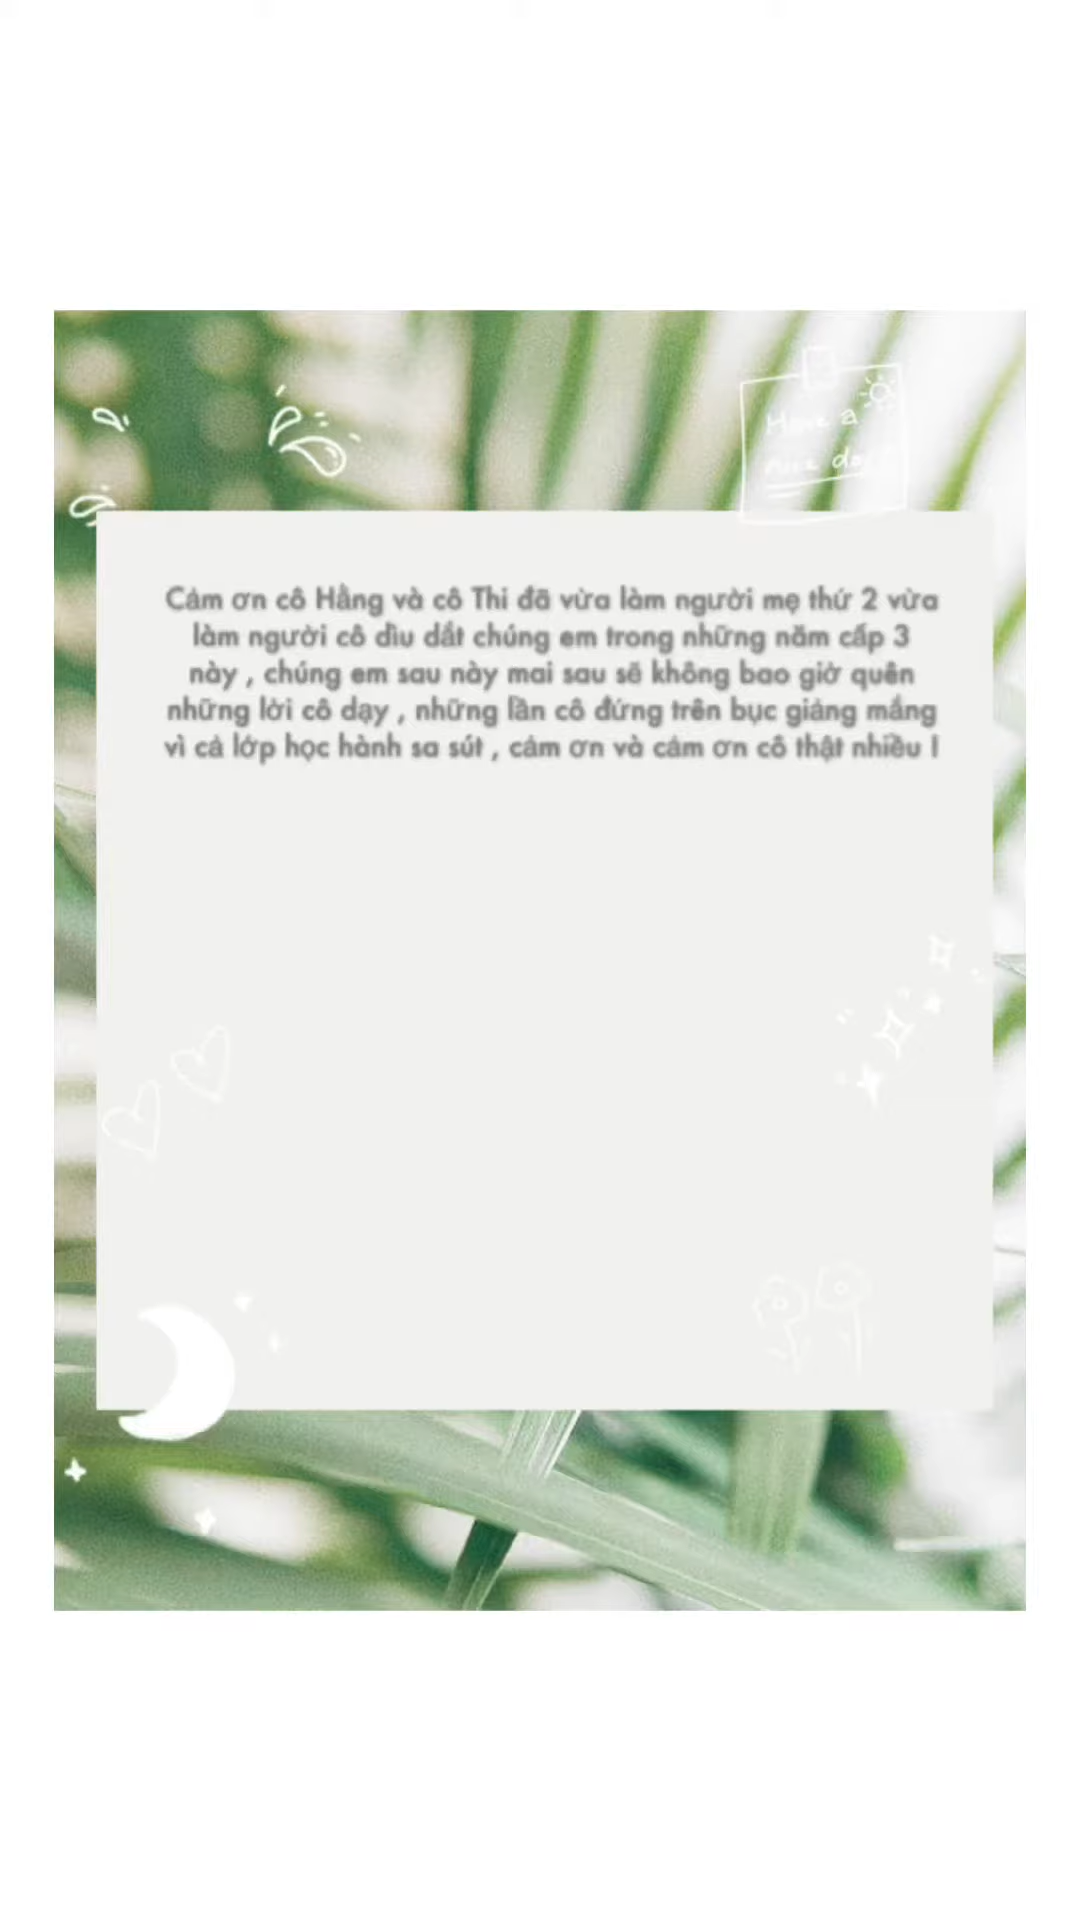 Have a
nice day
Cảm ơn cô Hằng và cô Thi đã vừa làm người mẹ thứ 2 vừa
làm người cô dìu dắt chúng em trong những năm cấp 3
này , chúng em sau này mai sau sẽ không bao giờ quên
những lời cô dạy , những lần cô đứng trên bục giảng mắng
vì cả lớp học hành sa sút , cảm ơn và cảm ơn cô thật nhiều !